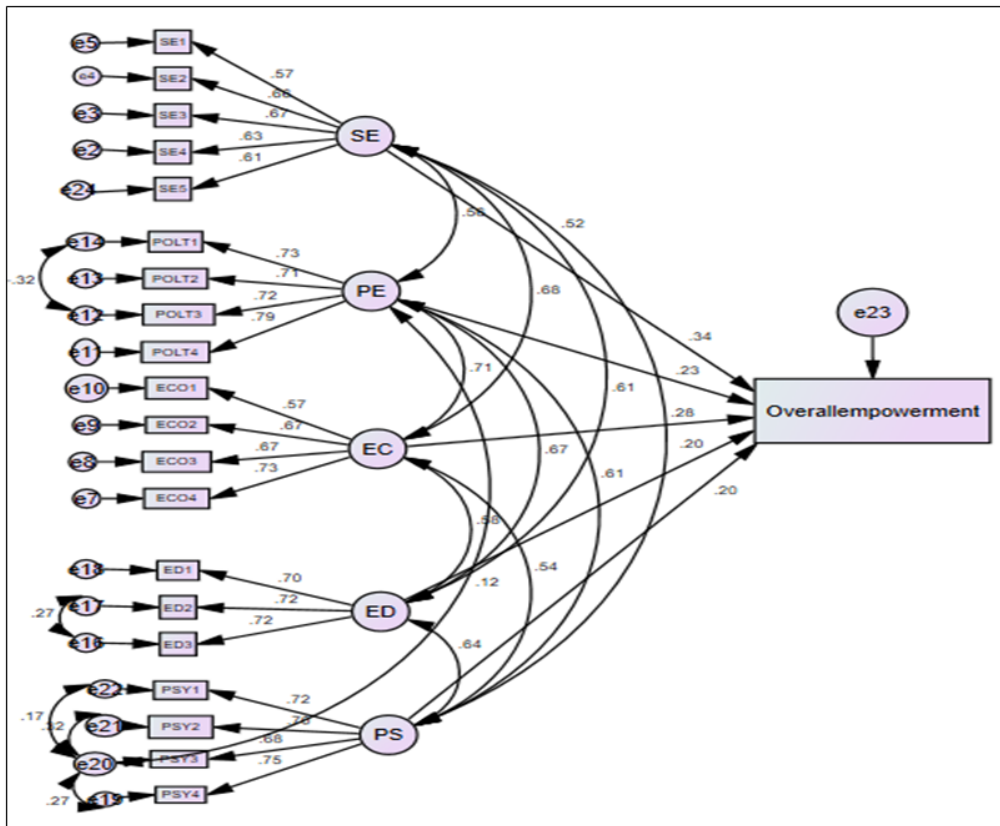 e5
SE1
.57
e4
SE2
.66
e3
SE3
.67
SE
e2
SE4
.63
e24
SE5
.61
.52
e14
POLT1
.73
e13
POLT2
.71
PE
-.32
e12
POLT3
.72
.68
e23
e11
POLT4
.79
.34
.71
.23
.61
e10
ECO1
.57
Overallempowerment
e9
ECO2
.67
.28
e8
ECO3
.67
EC
.67
.20
e7
ECO4
.73
.61
.20
e18
ED1
.70
.12
.54
e17
ED2
.72
ED
.27
e16
ED3
.72
.64
e22
PSY1
.72
.17
e21
PSY2
PS
e20
PSY3
.68
.75
.27
e19
PSY4